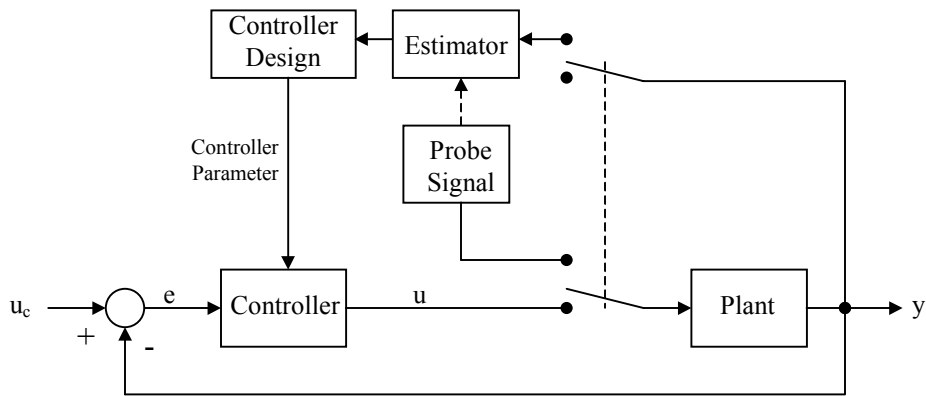 Controller
Design
Estimator
Controller
Parameter
Probe
Signal
u_c
+
-
e
Controller
u
Plant
y